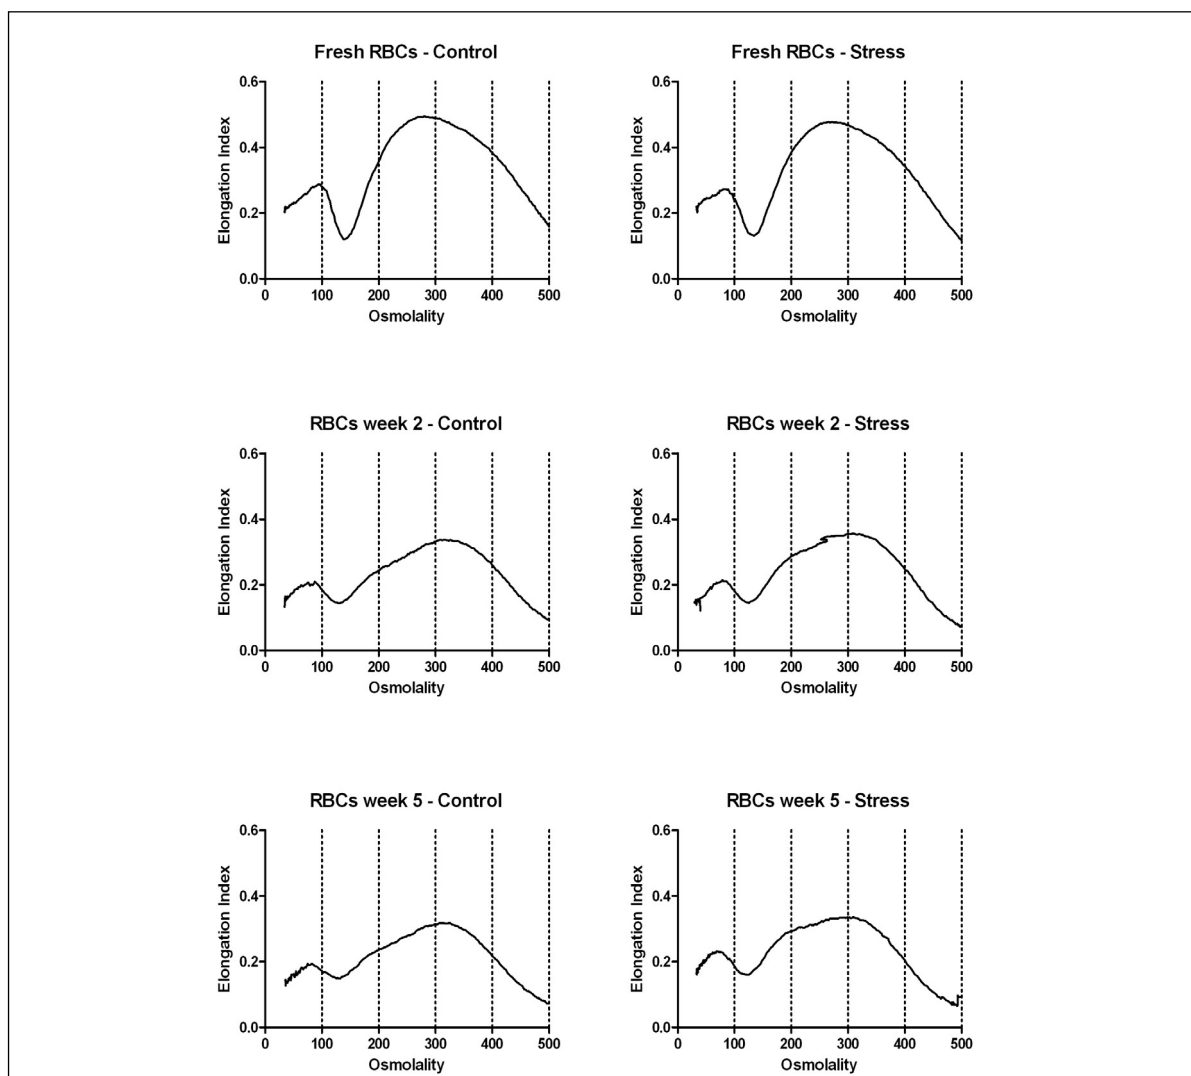 Fresh RBCs - Control
Fresh RBCs - Stress
0.6
0.4
0.2
0.0
Elongation Index
0 100 200 300 400 500
Osmolality
0.6
0.4
0.2
0.0
Elongation Index
0 100 200 300 400 500
Osmolality
RBCs week 2 - Control
RBCs week 2 - Stress
0.6
0.4
0.2
0.0
Elongation Index
0 100 200 300 400 500
Osmolality
0.6
0.4
0.2
0.0
Elongation Index
0 100 200 300 400 500
Osmolality
RBCs week 5 - Control
RBCs week 5 - Stress
0.6
0.4
0.2
0.0
Elongation Index
0 100 200 300 400 500
Osmolality
0.6
0.4
0.2
0.0
Elongation Index
0 100 200 300 400 500
Osmolality